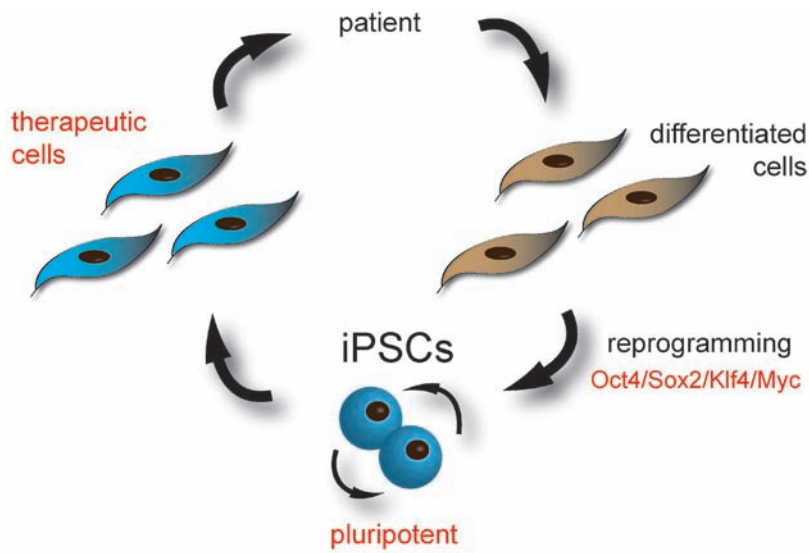 patient
therapeutic
cells
differentiated
cells
iPSCs
reprogramming
Oct4/Sox2/Klf4/Myc
pluripotent